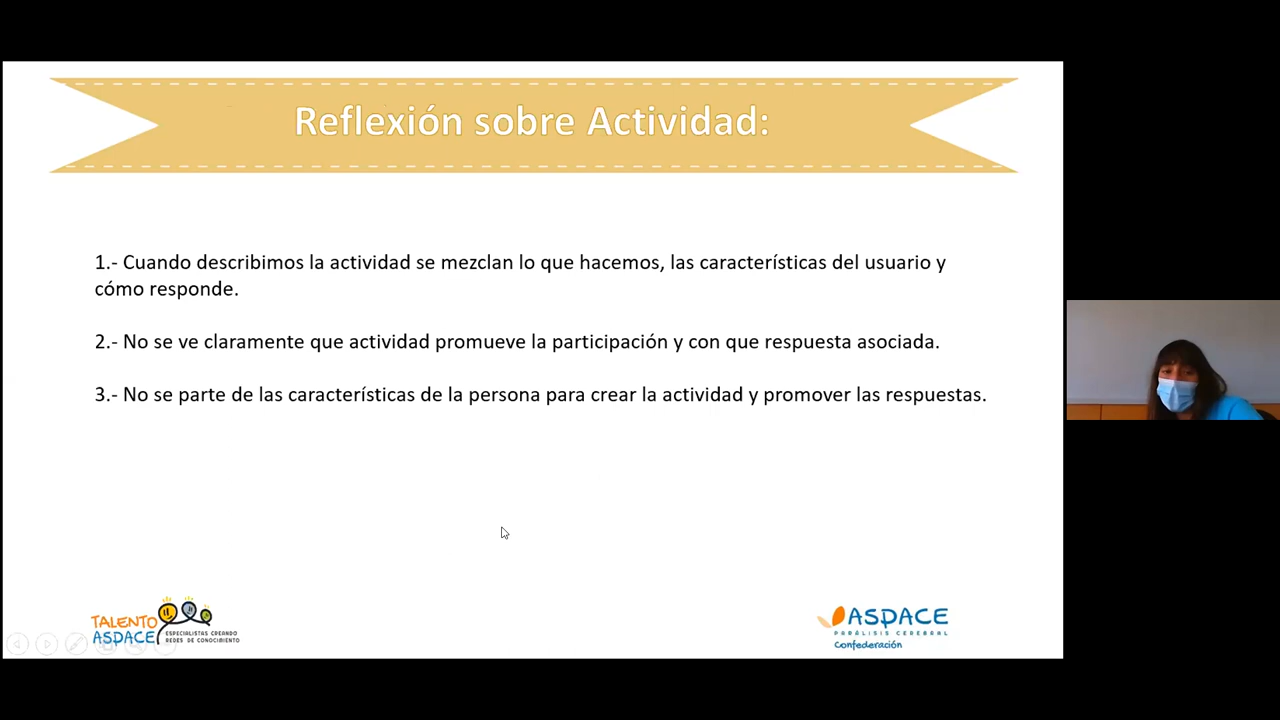 Reflexión sobre Actividad:
1.- Cuando describimos la actividad se mezclan lo que hacemos, las características del usuario y
cómo responde.
2.- No se ve claramente que actividad promueve la participación y con que respuesta asociada.
3.- No se parte de las características de la persona para crear la actividad y promover las respuestas.
TALENTO
ASPACE
ESPECIALISTAS CREANDO
REDES DE CONOCIMIENTO
ASPACE
PARÁLISIS CEREBRAL
Confederación